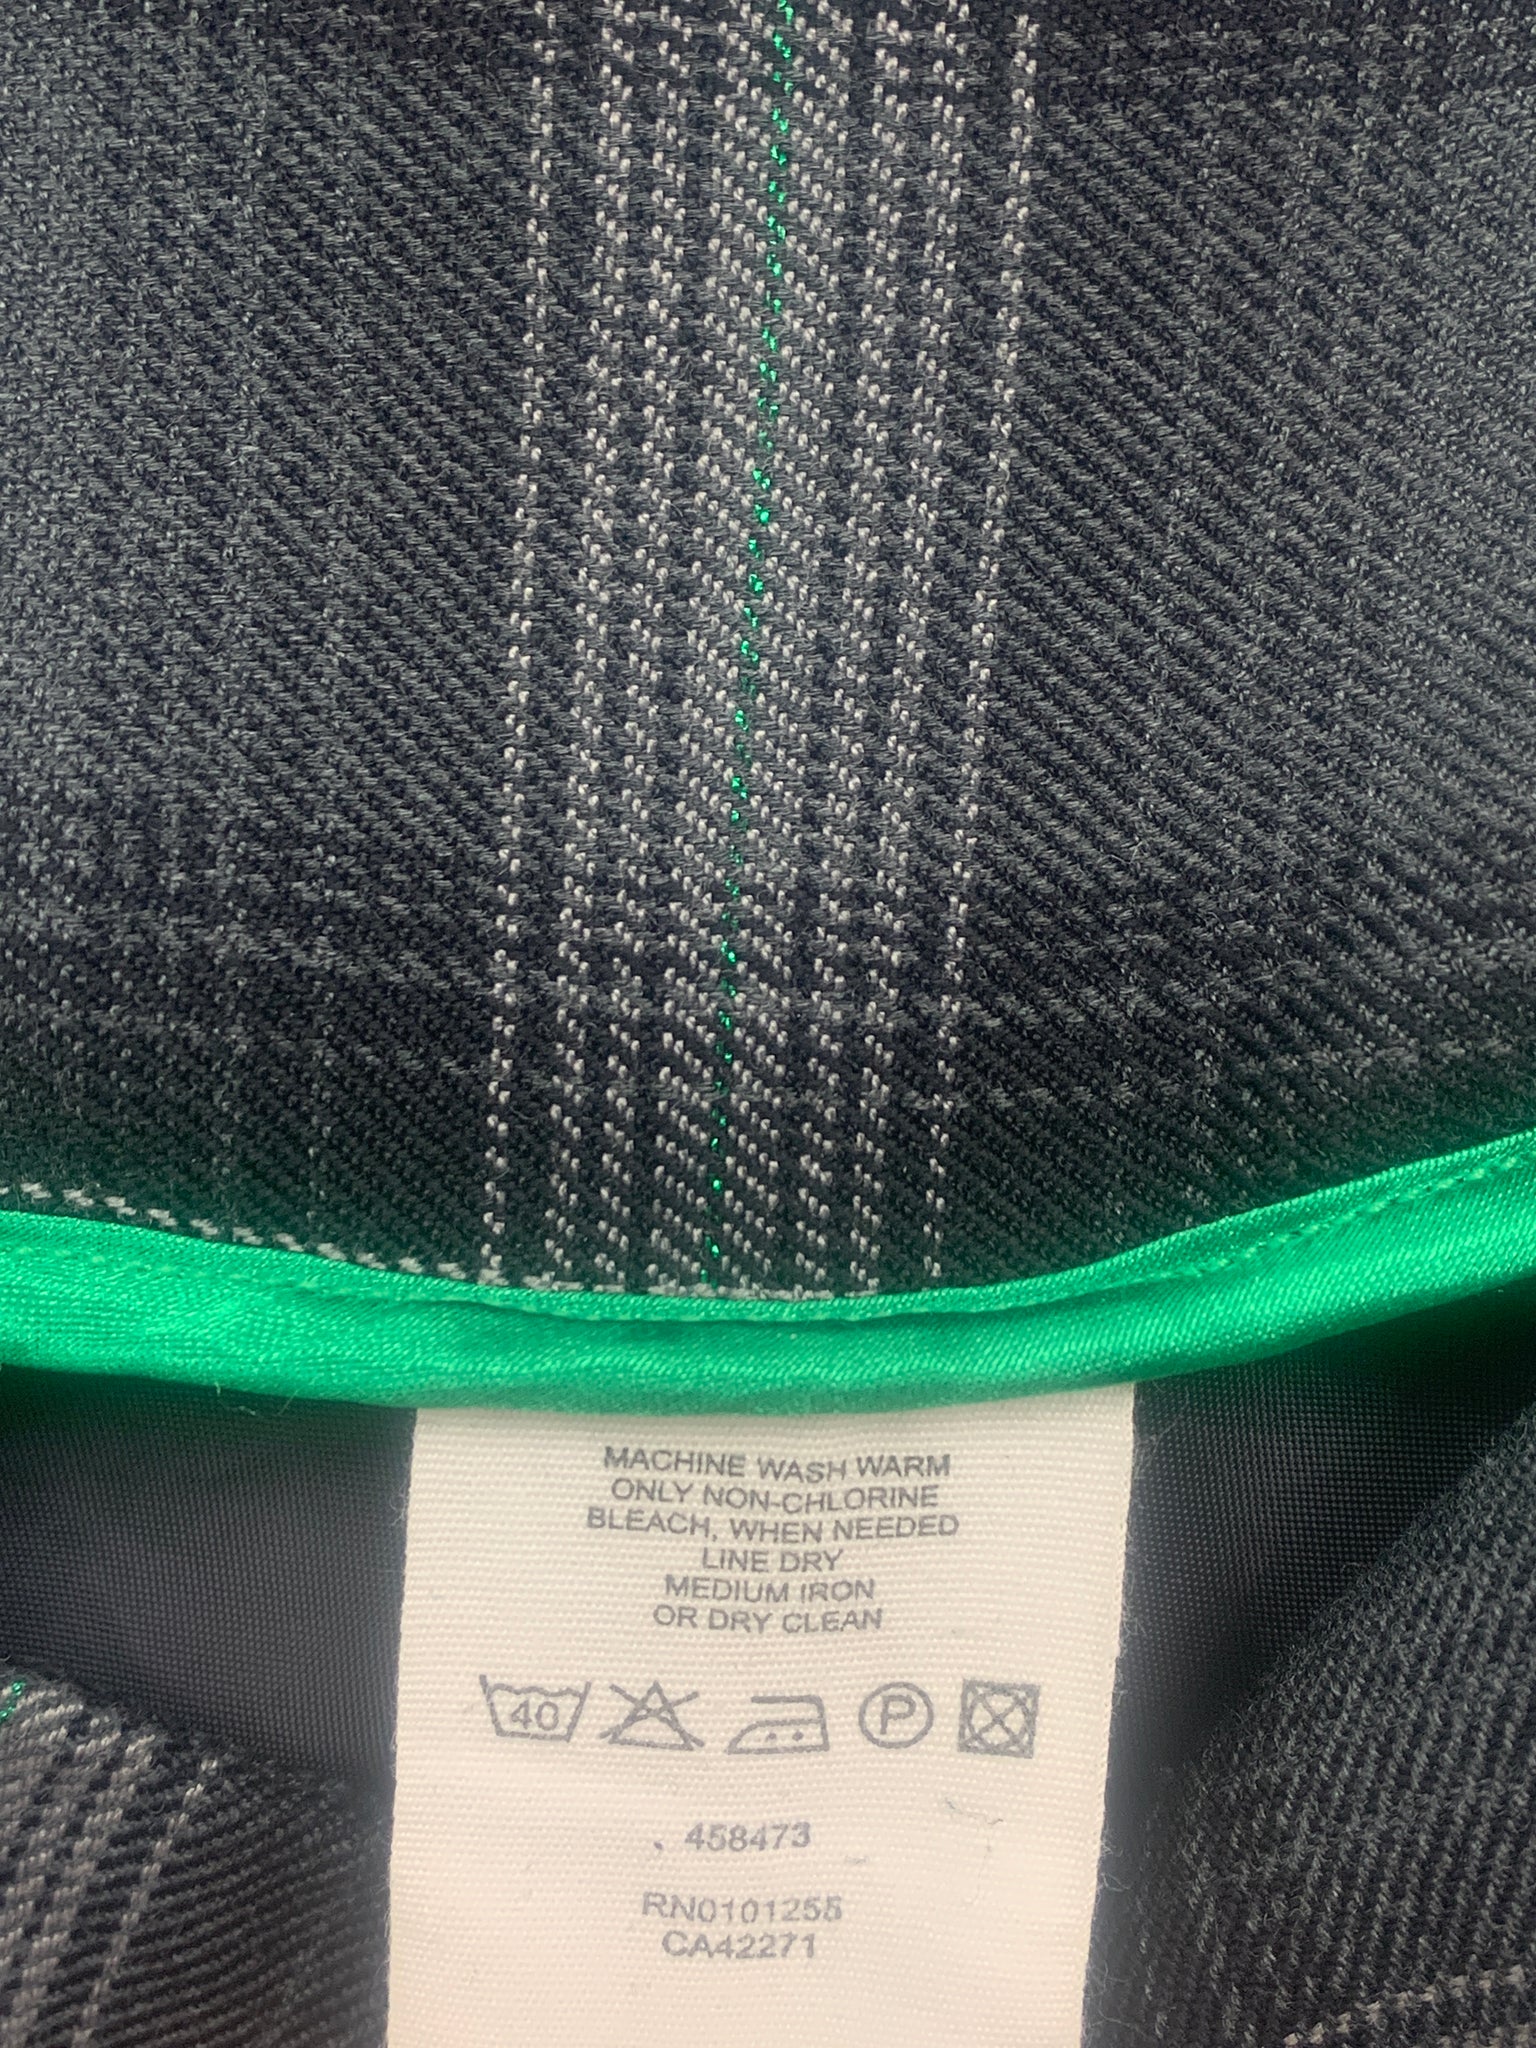 MACHINE WASH WARM
ONLY NON-CHLORINE
BLEACH, WHEN NEEDED
LINE DRY
MEDIUM IRON
OR DRY CLEAN
40 P
. 458473
RN0101255
CA42271